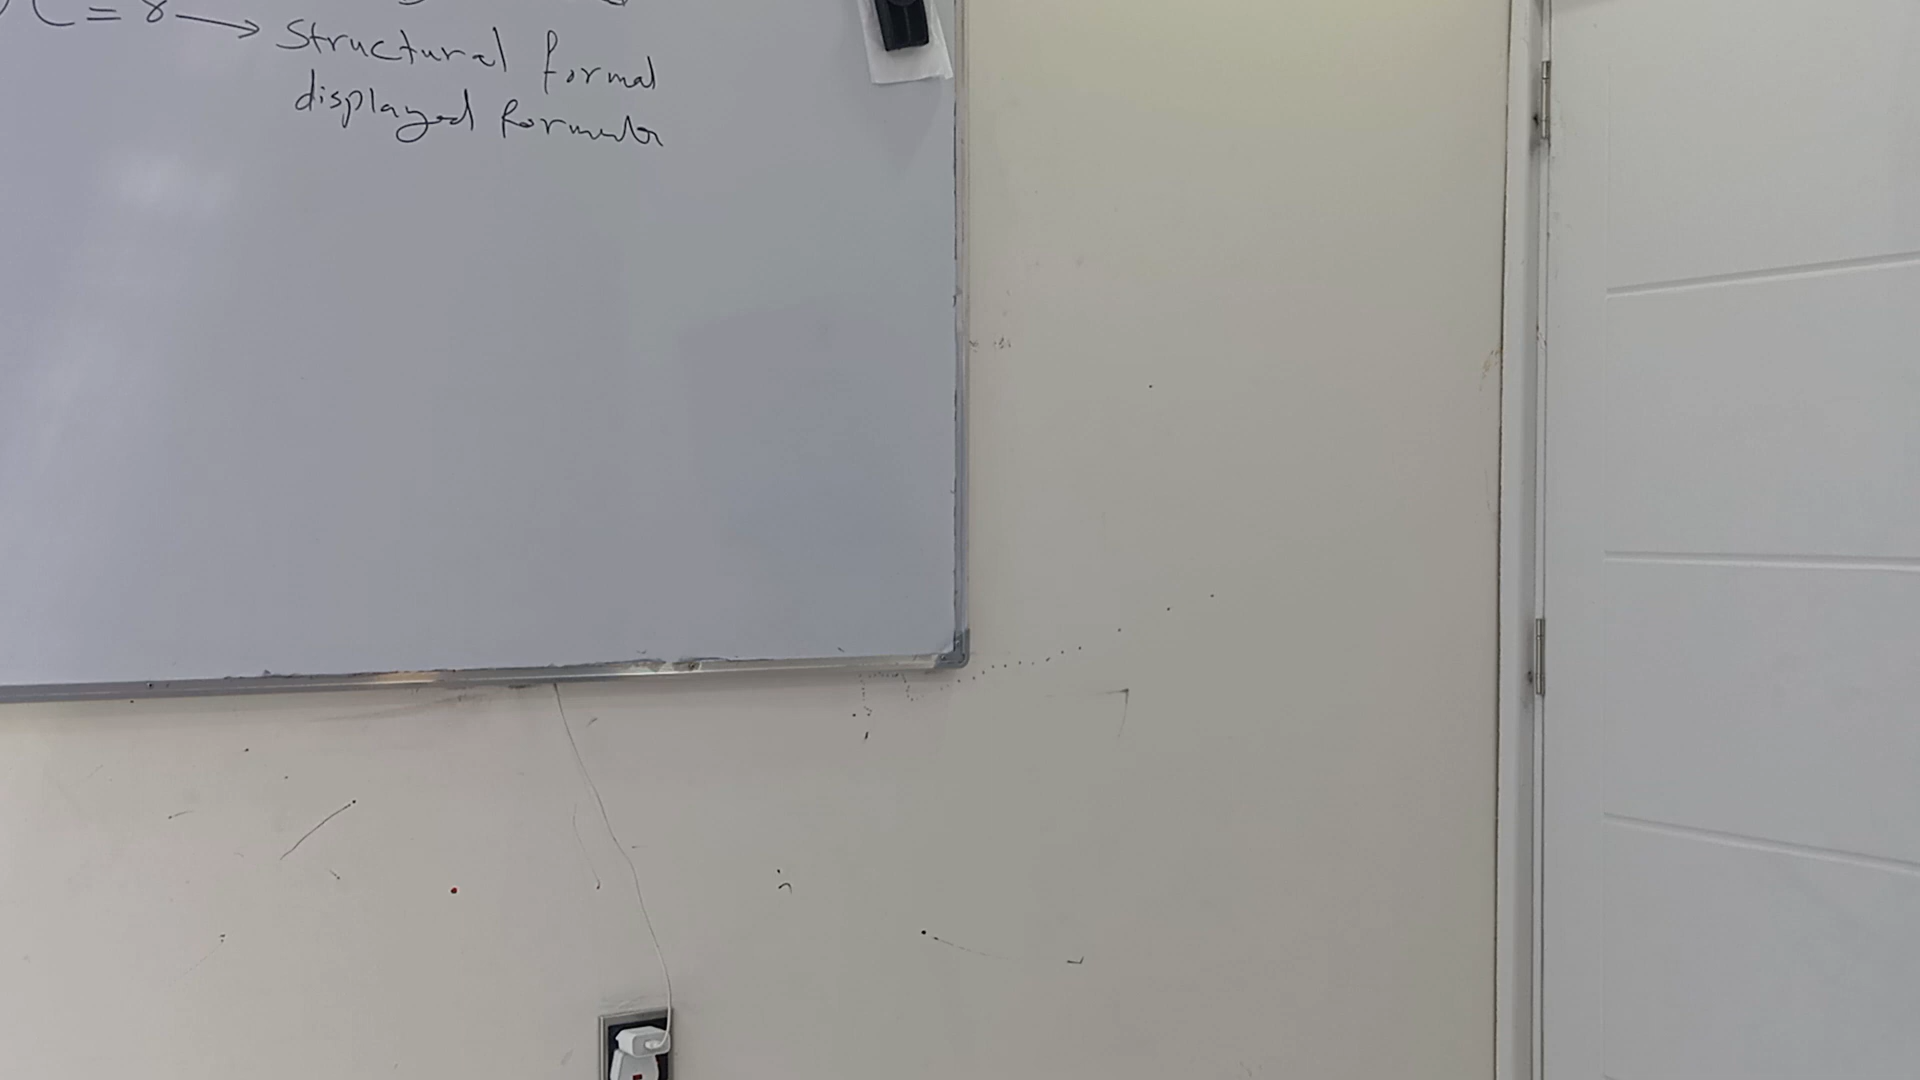 C = 8 → Structural formal
displayed formula